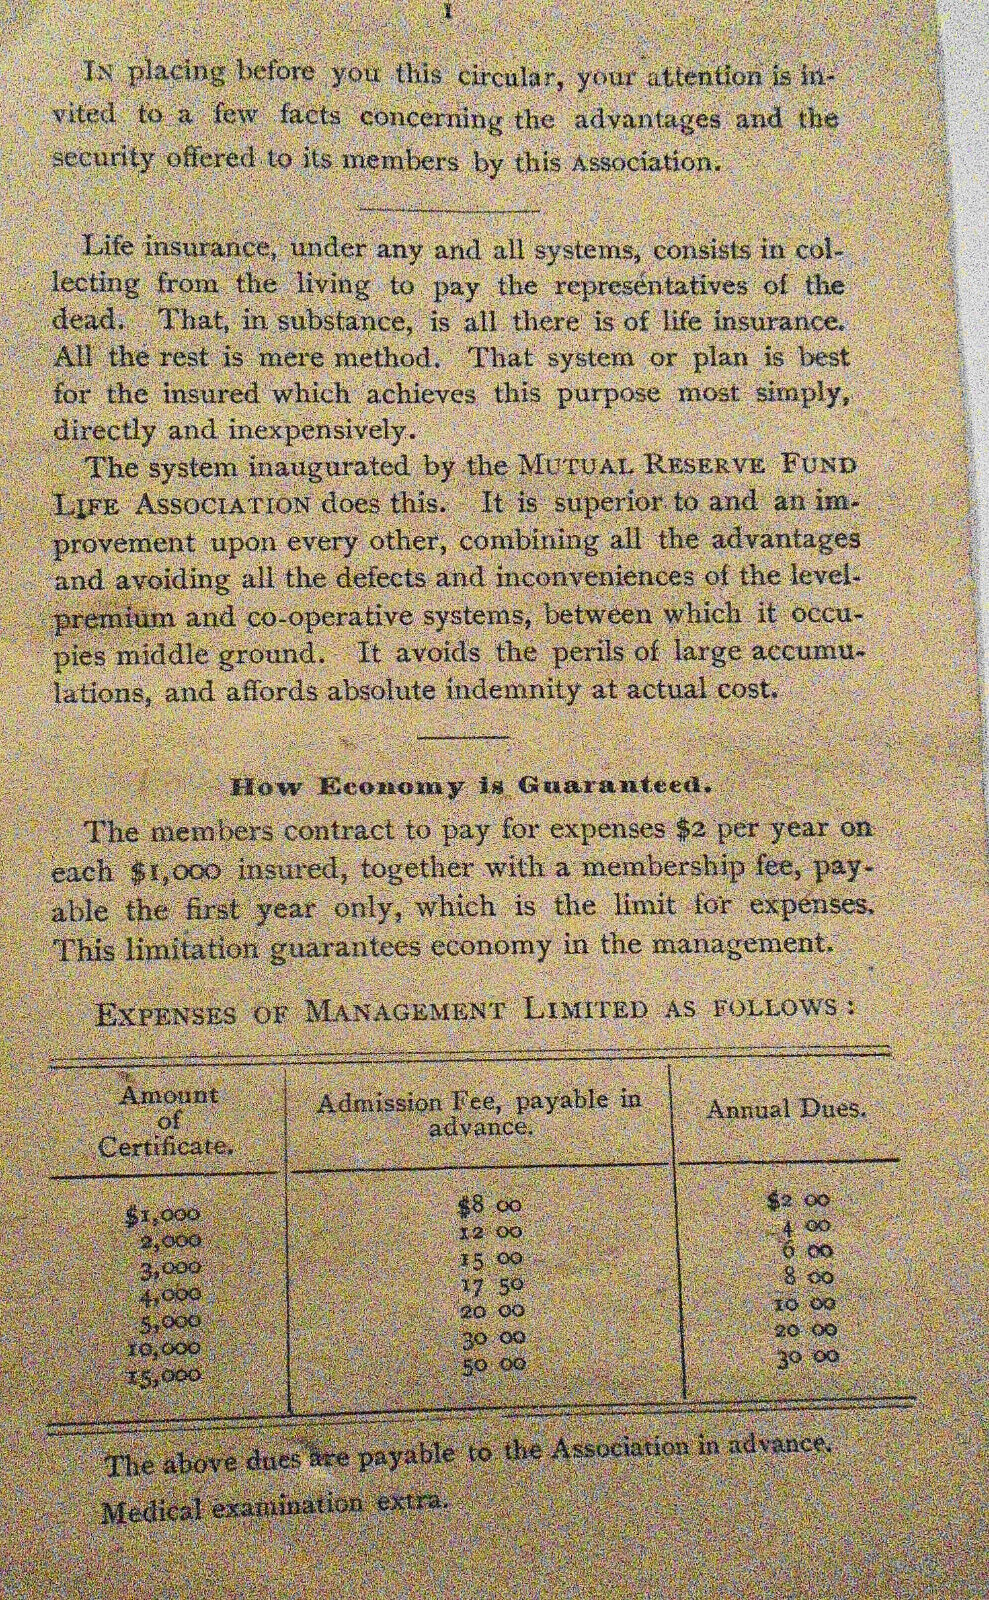 1
In placing before you this circular, your attention is in-
vited to a few facts concerning the advantages and the
security offered to its members by this Association.
Life insurance, under any and all systems, consists in col-
lecting from the living to pay the representatives of the
dead. That, in substance, is all there is of life insurance.
All the rest is mere method. That system or plan is best
for the insured which achieves this purpose most simply,
directly and inexpensively.
The system inaugurated by the MUTUAL RESERVE FUND
LIFE ASSOCIATION does this. It is superior to and an im-
provement upon every other, combining all the advantages
and avoiding all the defects and inconveniences of the level-
premium and co-operative systems, between which it occu-
pies middle ground. It avoids the perils of large accumu-
lations, and affords absolute indemnity at actual cost.
How Economy is Guaranteed.
The members contract to pay for expenses $2 per year on
each $1,000 insured, together with a membership fee, pay-
able the first year only, which is the limit for expenses.
This limitation guarantees economy in the management.
EXPENSES OF MANAGEMENT LIMITED AS FOLLOWS:
Amount
of
Certificate. Admission Fee, payable in
advance. Annual Dues.
$1,000 $8 00 $2 00
2,000 12 00 4 00
3,000 15 00 6 00
4,000 17 50 8 00
5,000 20 00 10 00
10,000 30 00 20 00
15,000 50 00 30 00
The above dues are payable to the Association in advance.
Medical examination extra.